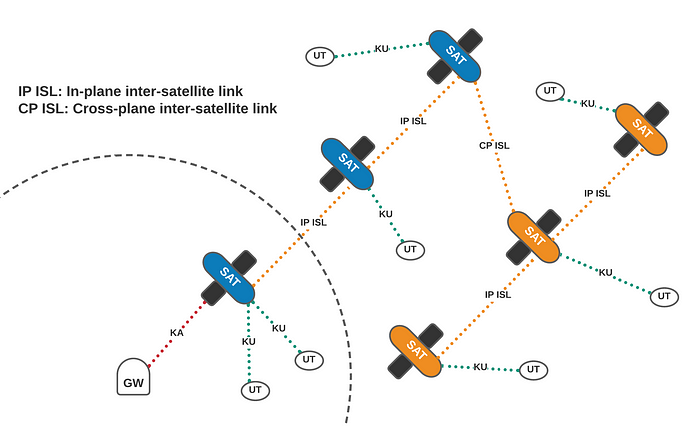 SAT
UT
KU
IP ISL: In-plane inter-satellite link
CP ISL: Cross-plane inter-satellite link
UT
KU
IP ISL
SAT
CP ISL
SAT
IP ISL
KU
IP ISL
SAT
UT
SAT
KU
UT
IP ISL
KA
KU
KU
SAT
UT
KU
UT
GW
UT